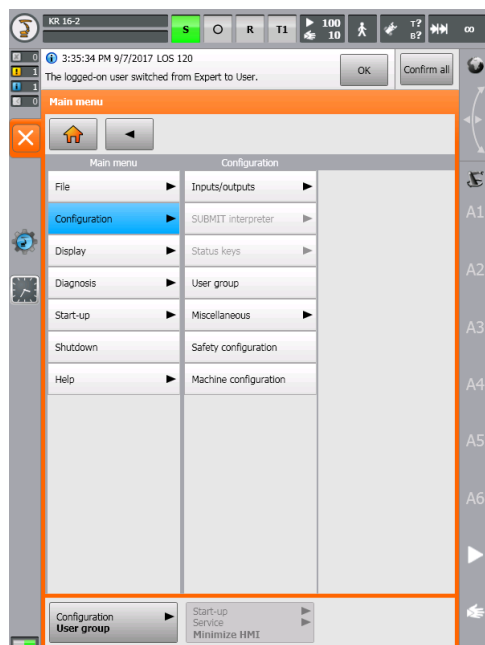 KR 16-2
S O R T1 100 10 T? B? ∞
0
1
1
0
3:35:34 PM 9/7/2017 LOS 120
The logged-on user switched from Expert to User.
OK
Confirm all
Main menu
Main menu
Configuration
File
Inputs/outputs
Configuration
SUBMIT interpreter
Display
Status keys
Diagnosis
User group
Start-up
Miscellaneous
Shutdown
Safety configuration
Help
Machine configuration
A1
A2
A3
A4
A5
A6
Configuration
User group
Start-up
Service
Minimize HMI